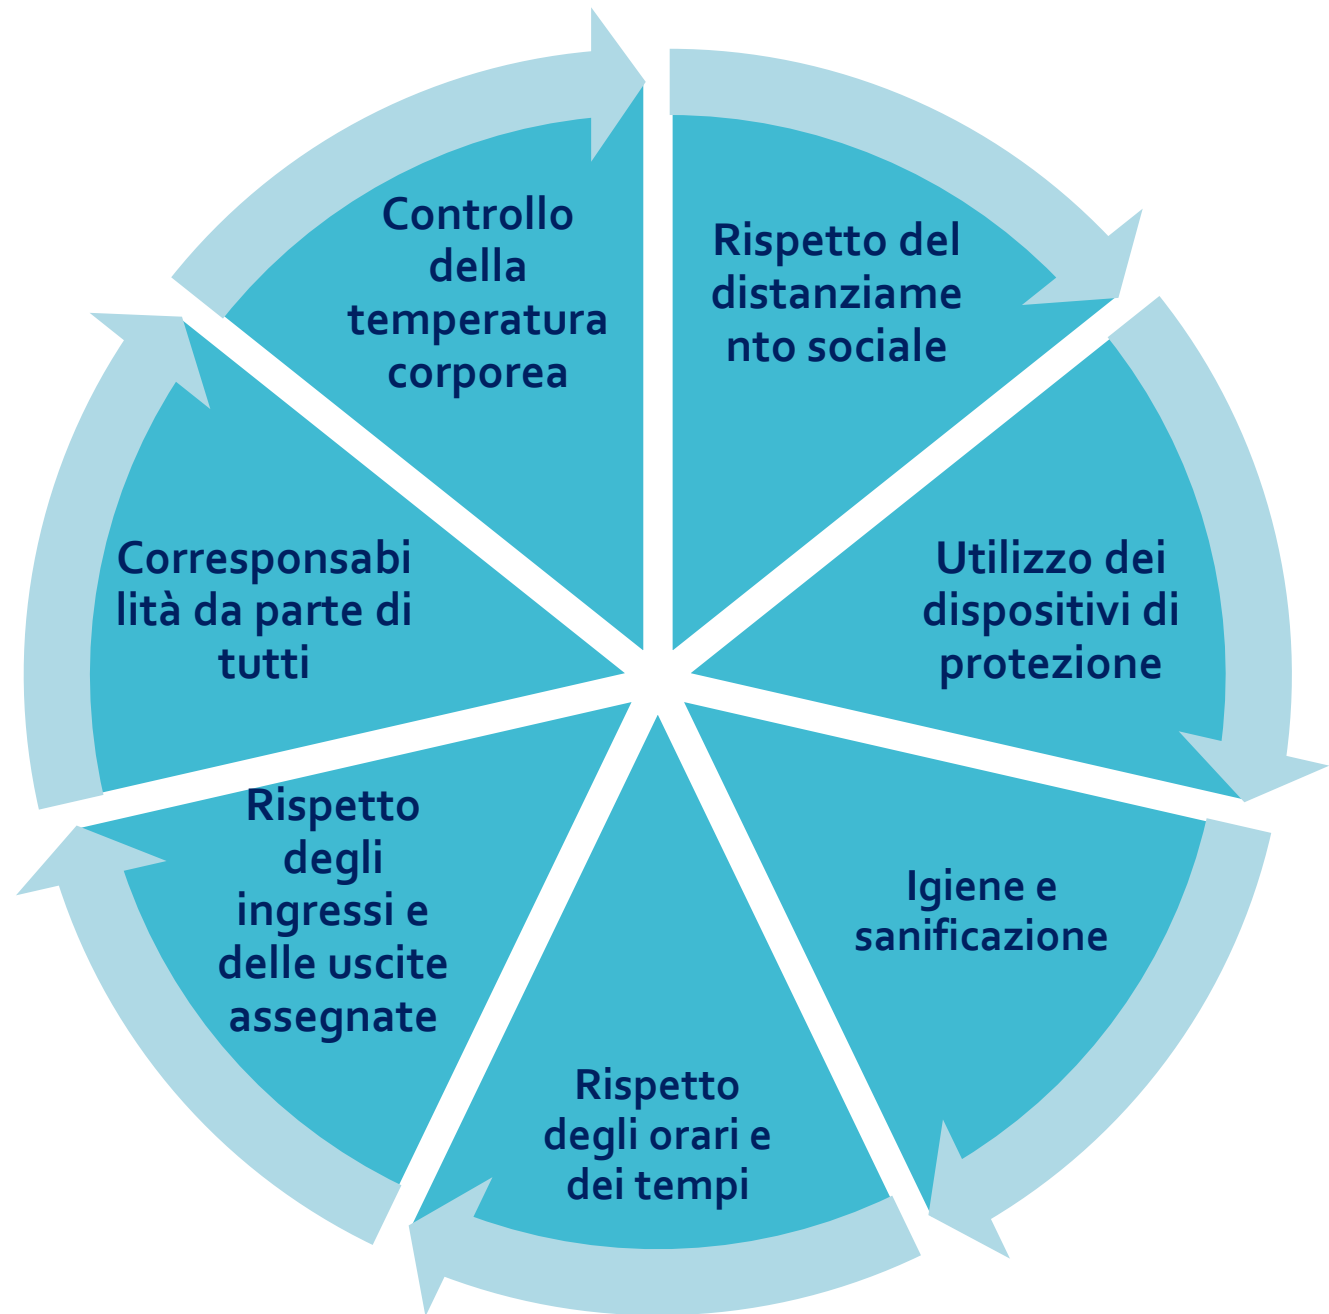 Controllo
della
temperatura
corporea
Rispetto del
distanziame
nto sociale
Utilizzo dei
dispositivi di
protezione
Igiene e
sanificazione
Rispetto
degli orari e
dei tempi
Rispetto
degli
ingressi e
delle uscite
assegnate
Corresponsabi
lità da parte di
tutti